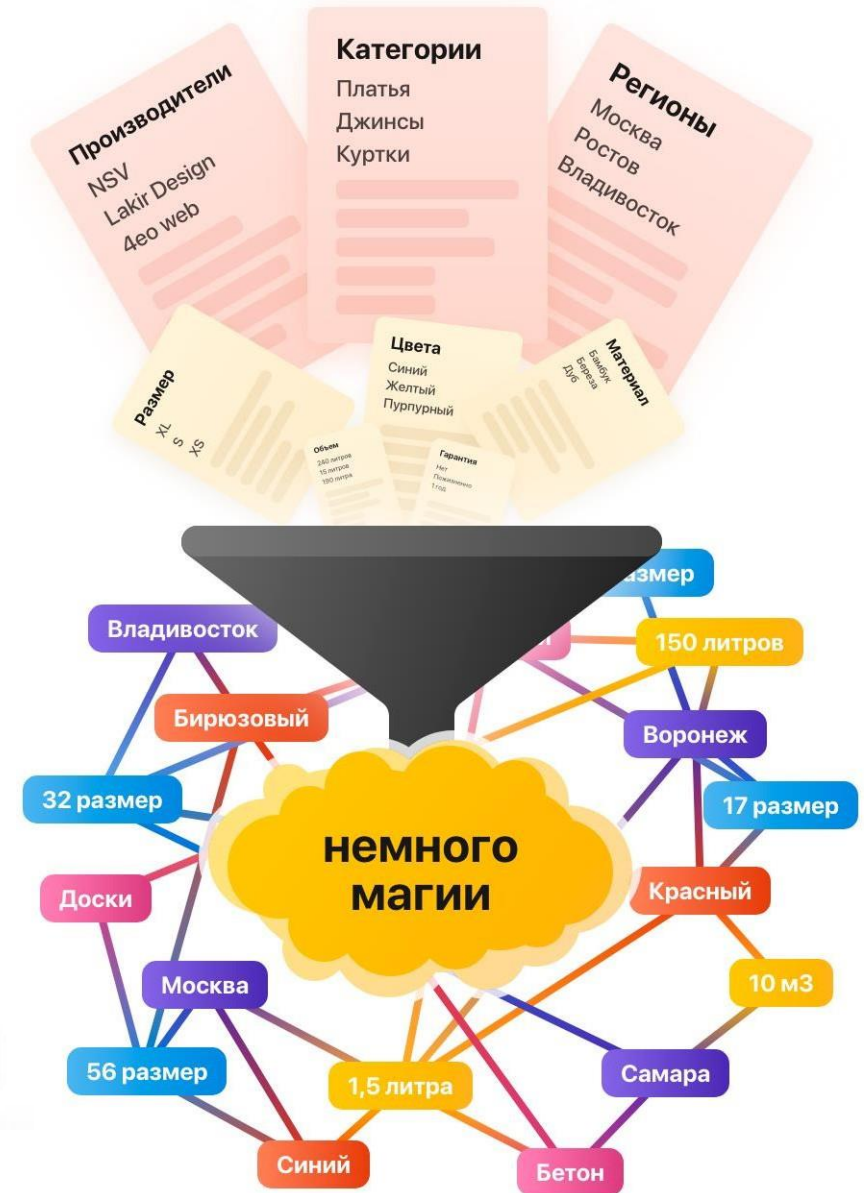 Производители
NSV
Lakir Design
4eo web
Категории
Платья
Джинсы
Куртки
Регионы
Москва
Ростов
Владивосток
Размер
XL
S
XS
Цвета
Синий
Желтый
Пурпурный
Материал
Бамбук
Береза
Дуб
Объем
240 литров
15 литров
190 литра
Гарантия
Нет
Пожизненно
1 год
150 литров
Владивосток
Бирюзовый
Воронеж
32 размер
17 размер
немного
магии
Доски
Красный
Москва
10 м3
56 размер
1,5 литра
Самара
Синий
Бетон